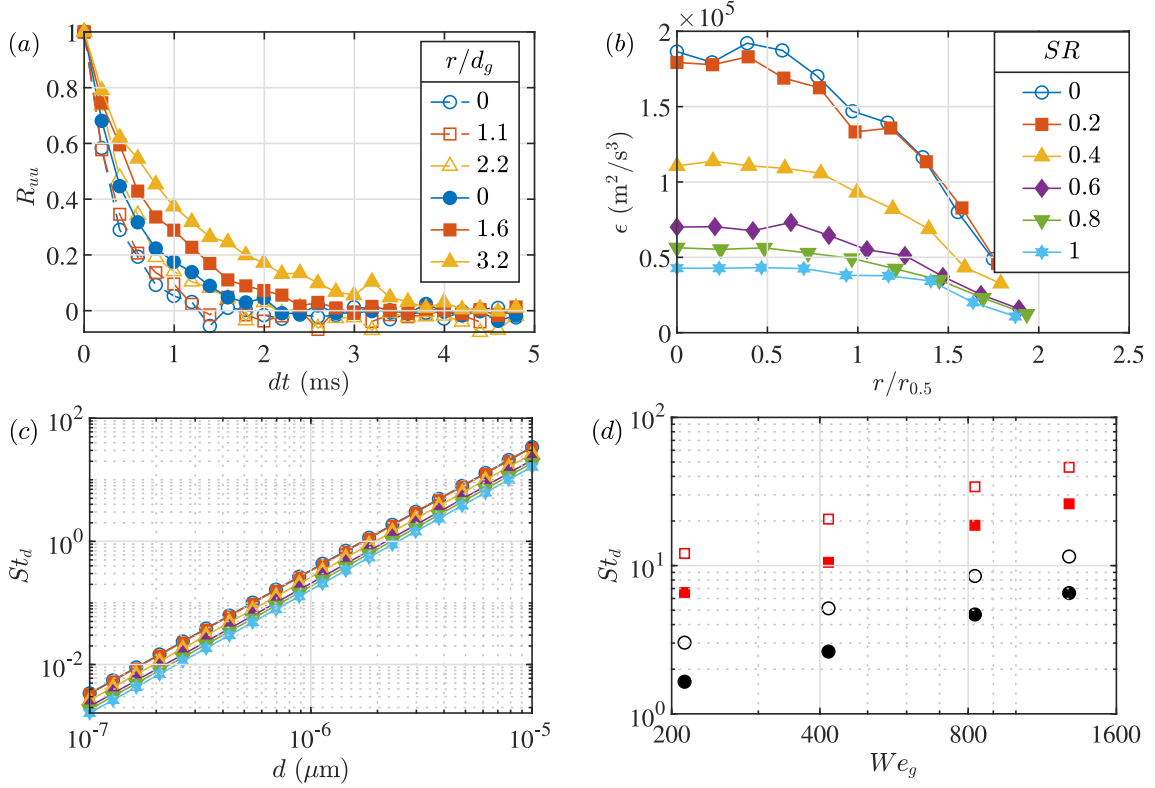 (a)
1
0.8
0.6
0.4
0.2
0
R_{uu}
0 1 2 3 4 5
dt (ms)
r/d_g
0
1.1
2.2
0
1.6
3.2
(b)
×10^5
2
1.5
1
0.5
0
ϵ (m^2/s^3)
0 0.5 1 1.5 2 2.5
r/r_{0.5}
SR
0
0.2
0.4
0.6
0.8
1
(c)
10^2
10^0
10^{-2}
St_d
10^{-7} 10^{-6} 10^{-5}
d (μm)
(d)
10^2
10^1
10^0
St_d
200 400 800 1600
We_g